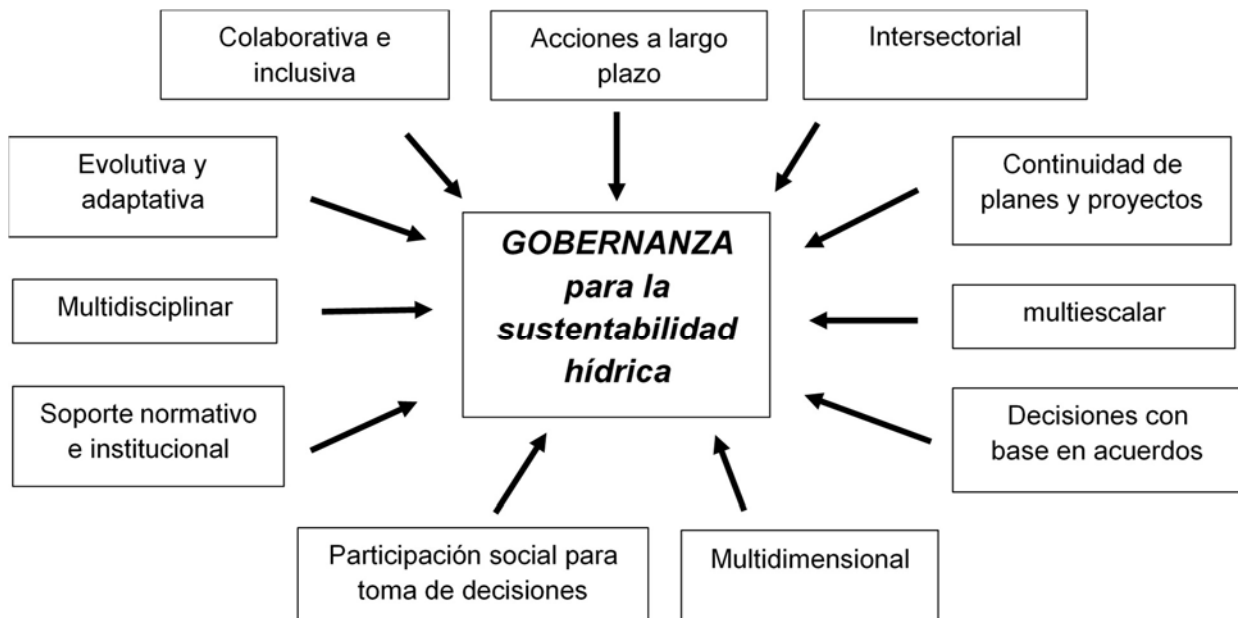 Colaborativa e
inclusiva
Acciones a largo
plazo
Intersectorial
Evolutiva y
adaptativa
Continuidad de
planes y proyectos
GOBERNANZA
para la
sustentabilidad
hídrica
Multidisciplinar
multiescalar
Soporte normativo
e institucional
Decisiones con
base en acuerdos
Participación social para
toma de decisiones
Multidimensional